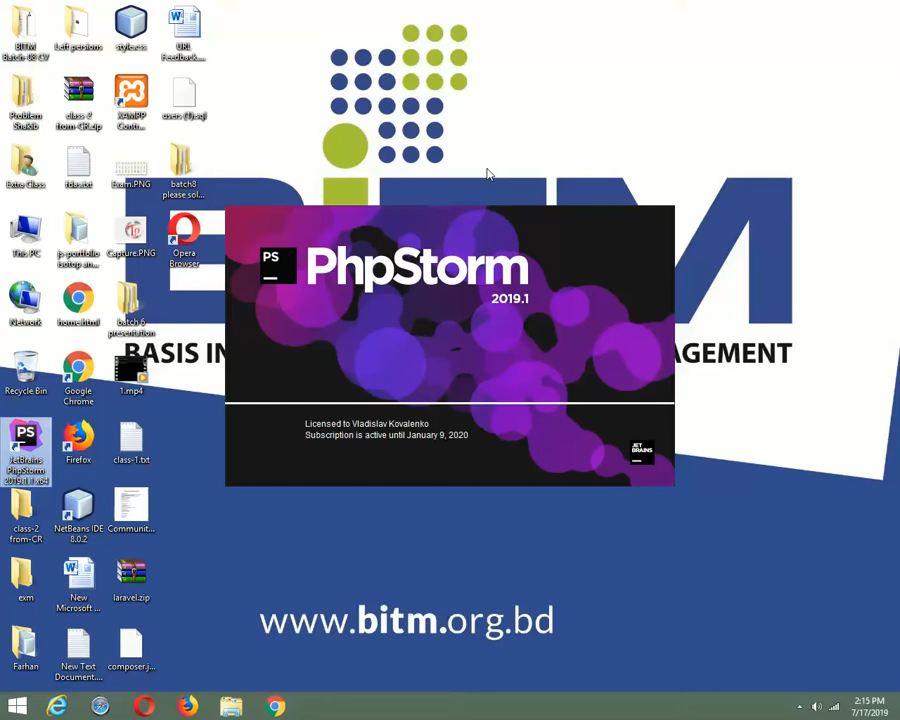 BITM
Batch-08 CV
Left persions
style.css
URL
Feedback....
Problem
Shakib
class-2
from-CR.zip
XAMPP
Contr...
users (1).sql
Extra Class
rdas.txt
Exam.PNG
batch8
please sol...
This PC
js-portfolio
isotop an...
Capture.PNG
Opera
Browser
Network
home.html
batch 6
presentation
Recycle Bin
Google
Chrome
1.mp4
JetBrains
PhpStorm
2019.1.1 x64
Firefox
class-1.txt
class-2
from-CR
NetBeans IDE
8.0.2
Communit...
exm
New
Microsoft ...
laravel.zip
Farhan
New Text
Document....
composer.j...
BITM
BASIS IN
AGEMENT
PS
PhpStorm
2019.1
Licensed to Vladislav Kovalenko
Subscription is active until January 9, 2020
JET
BRAINS
www.bitm.org.bd
2:15 PM
7/17/2019